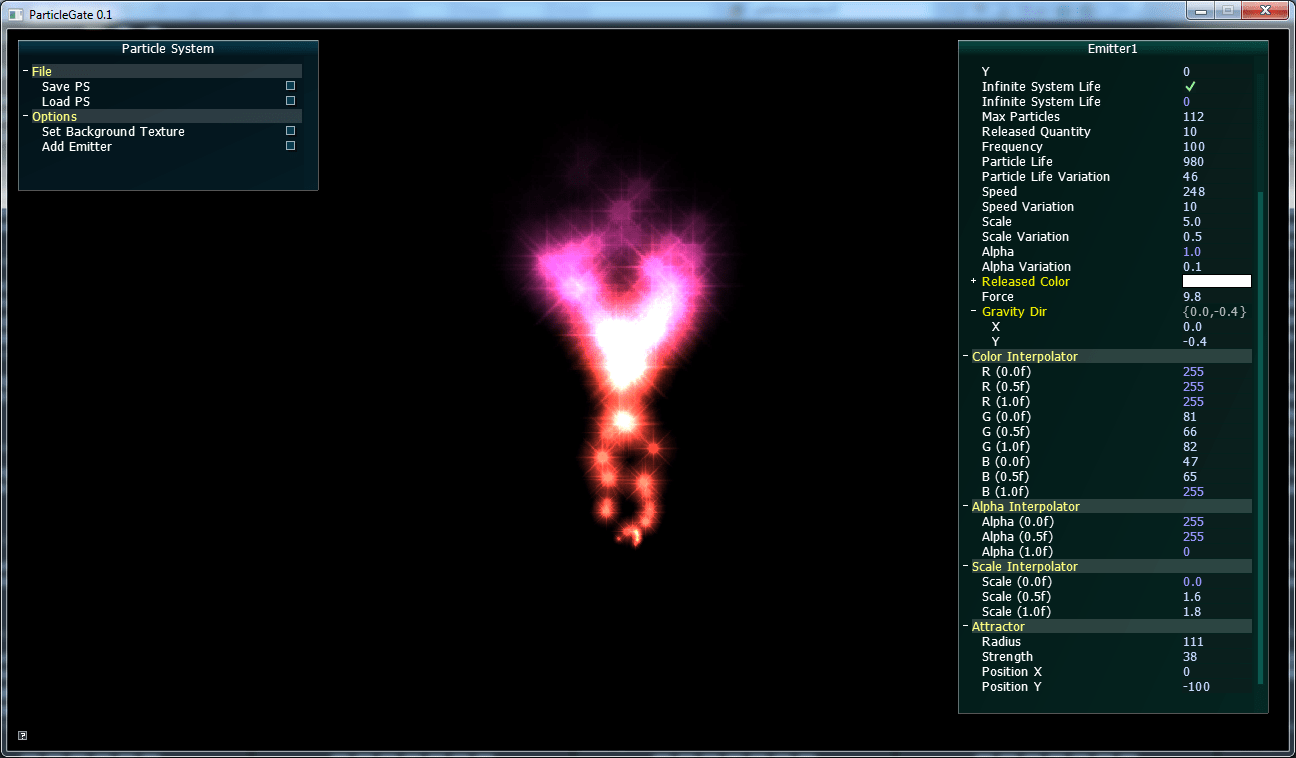 ParticleGate 0.1
Particle System
- File
Save PS
Load PS
- Options
Set Background Texture
Add Emitter
Emitter1
Y 0
Infinite System Life ✓
Infinite System Life 0
Max Particles 112
Released Quantity 10
Frequency 100
Particle Life 980
Particle Life Variation 46
Speed 248
Speed Variation 10
Scale 5.0
Scale Variation 0.5
Alpha 1.0
Alpha Variation 0.1
+ Released Color
Force 9.8
- Gravity Dir {0.0,-0.4}
X 0.0
Y -0.4
- Color Interpolator
R (0.0f) 255
R (0.5f) 255
R (1.0f) 255
G (0.0f) 81
G (0.5f) 66
G (1.0f) 82
B (0.0f) 47
B (0.5f) 65
B (1.0f) 255
- Alpha Interpolator
Alpha (0.0f) 255
Alpha (0.5f) 255
Alpha (1.0f) 0
- Scale Interpolator
Scale (0.0f) 0.0
Scale (0.5f) 1.6
Scale (1.0f) 1.8
- Attractor
Radius 111
Strength 38
Position X 0
Position Y -100
?